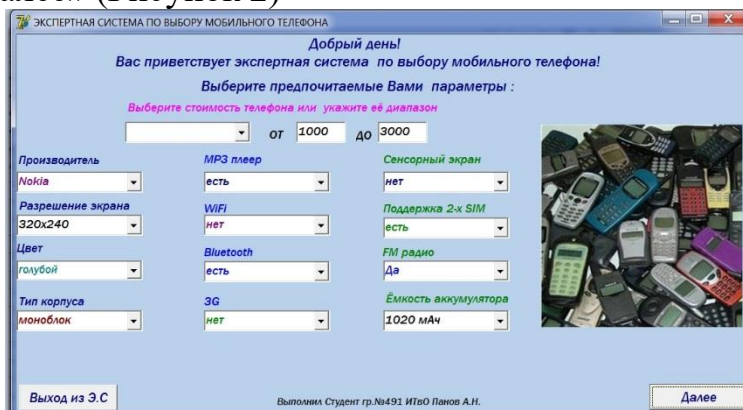 ЭКСПЕРТНАЯ СИСТЕМА ПО ВЫБОРУ МОБИЛЬНОГО ТЕЛЕФОНА
Добрый день!
Вас приветствует экспертная система по выбору мобильного телефона!
Выберите предпочитаемые Вами параметры :
Выберите стоимость телефона или укажите её диапазон
от 1000 до 3000
Производитель MP3 плеер Сенсорный экран
Nokia есть нет
Разрешение экрана WiFi Поддержка 2-х SIM
320x240 нет есть
Цвет Bluetooth FM радио
голубой есть Да
Тип корпуса 3G Ёмкость аккумулятора
моноблок нет 1020 мАч
Выход из Э.С Выполнил Студент гр.№491 ИТвО Панов А.Н. Далее